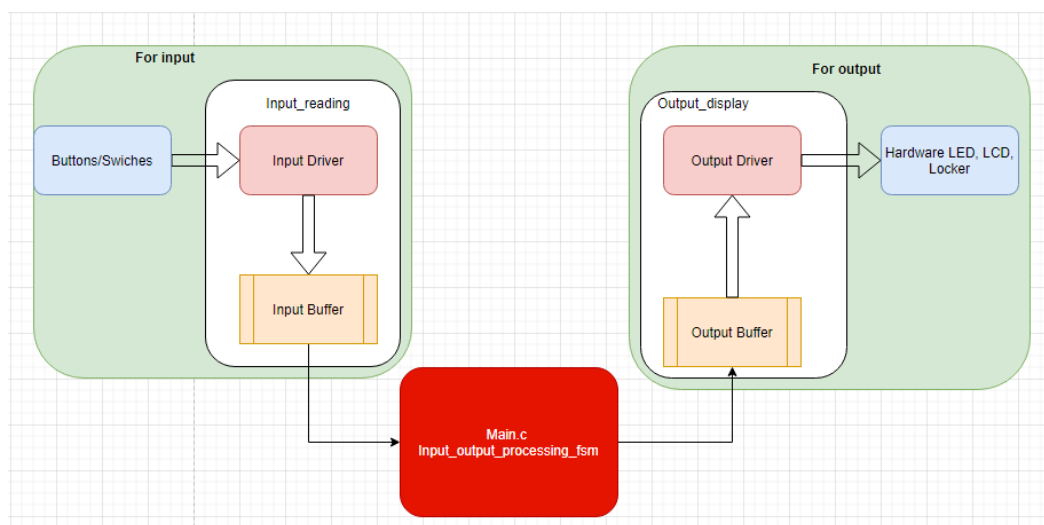 For input
Input_reading
Buttons/Swiches
Input Driver
Input Buffer
For output
Output_display
Output Driver
Hardware LED, LCD,
Locker
Output Buffer
Main.c
Input_output_processing_fsm